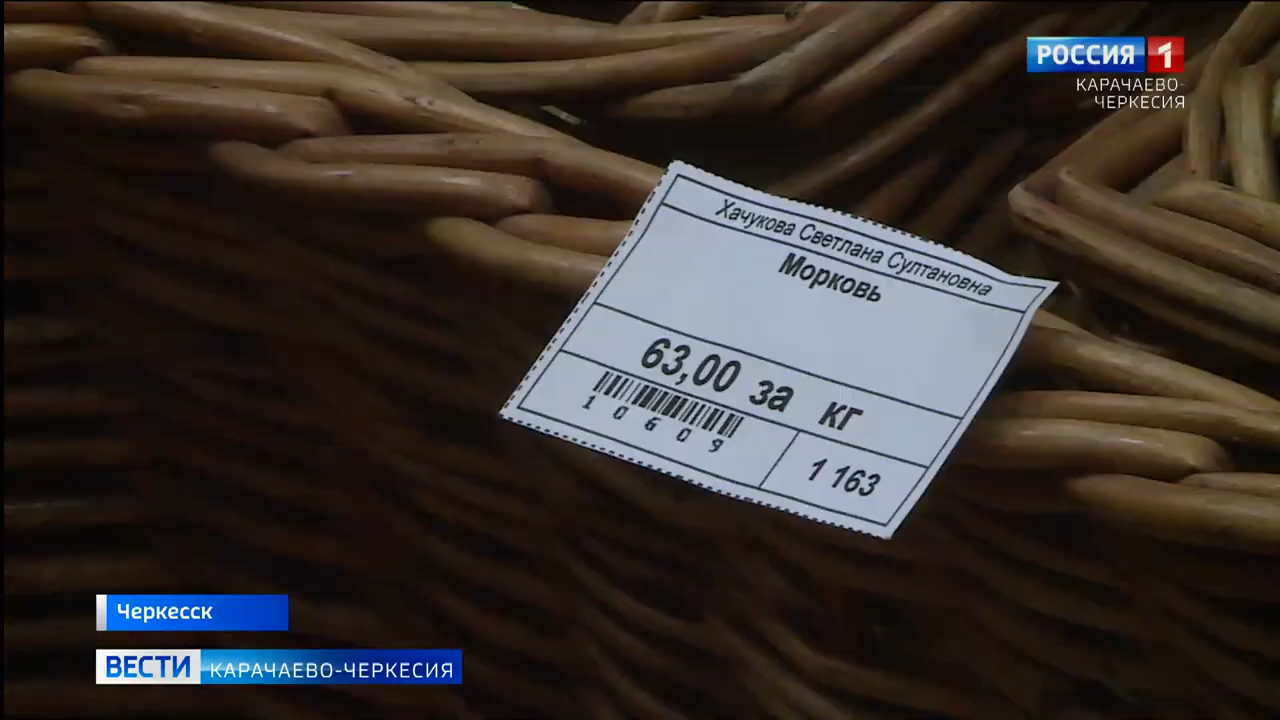 РОССИЯ 1
КАРАЧАЕВО-
ЧЕРКЕСИЯ
Хачукова Светлана Султановна
Морковь
63,00 за кг
10609
1 163
Черкесск
ВЕСТИ КАРАЧАЕВО-ЧЕРКЕСИЯ